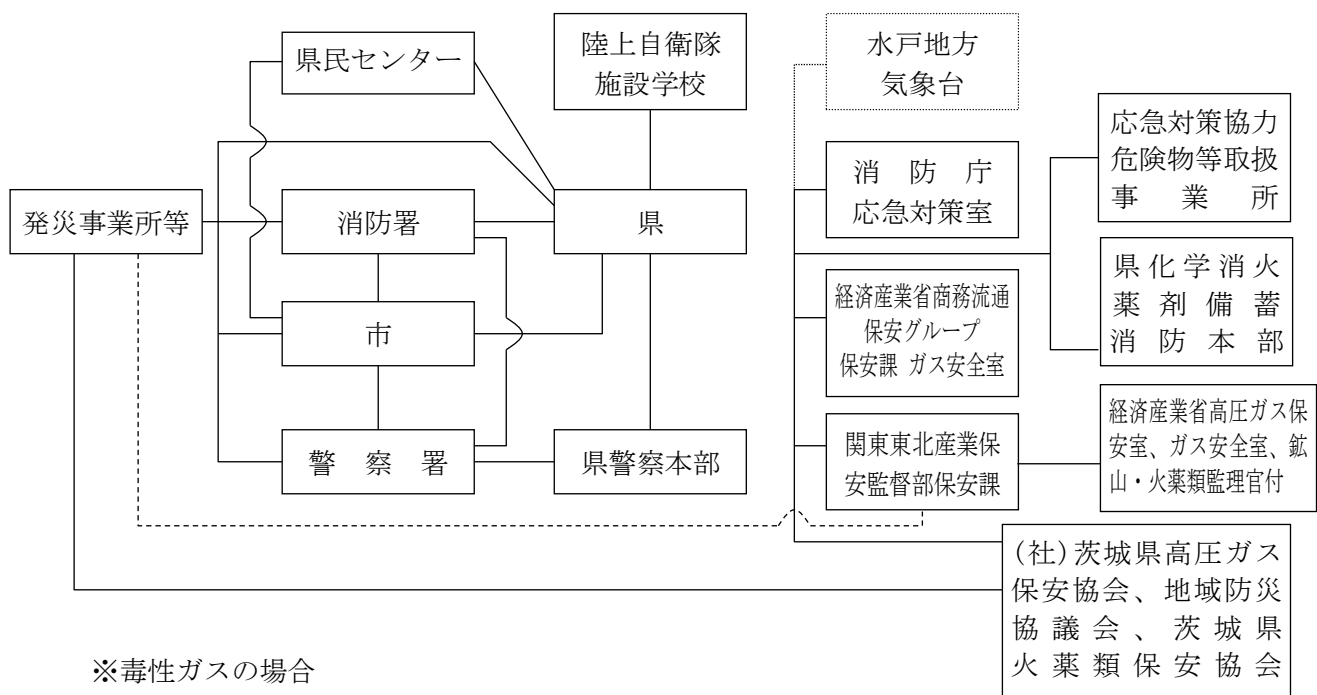 県民センター
陸上自衛隊
施設学校
水戸地方
気象台
応急対策協力
危険物等取扱
事業所
消防庁
応急対策室
発災事業所等
消防署
県
県化学消火
薬剤備蓄
消防本部
経済産業省商務流通
保安グループ
保安課 ガス安全室
市
経済産業省高圧ガス保
安室、ガス安全室、鉱
山・火薬類監理官付
警察署
県警察本部
関東東北産業保
安監督部保安課
(社)茨城県高圧ガス
保安協会、地域防災
協議会、茨城県
火薬類保安協会
※毒性ガスの場合